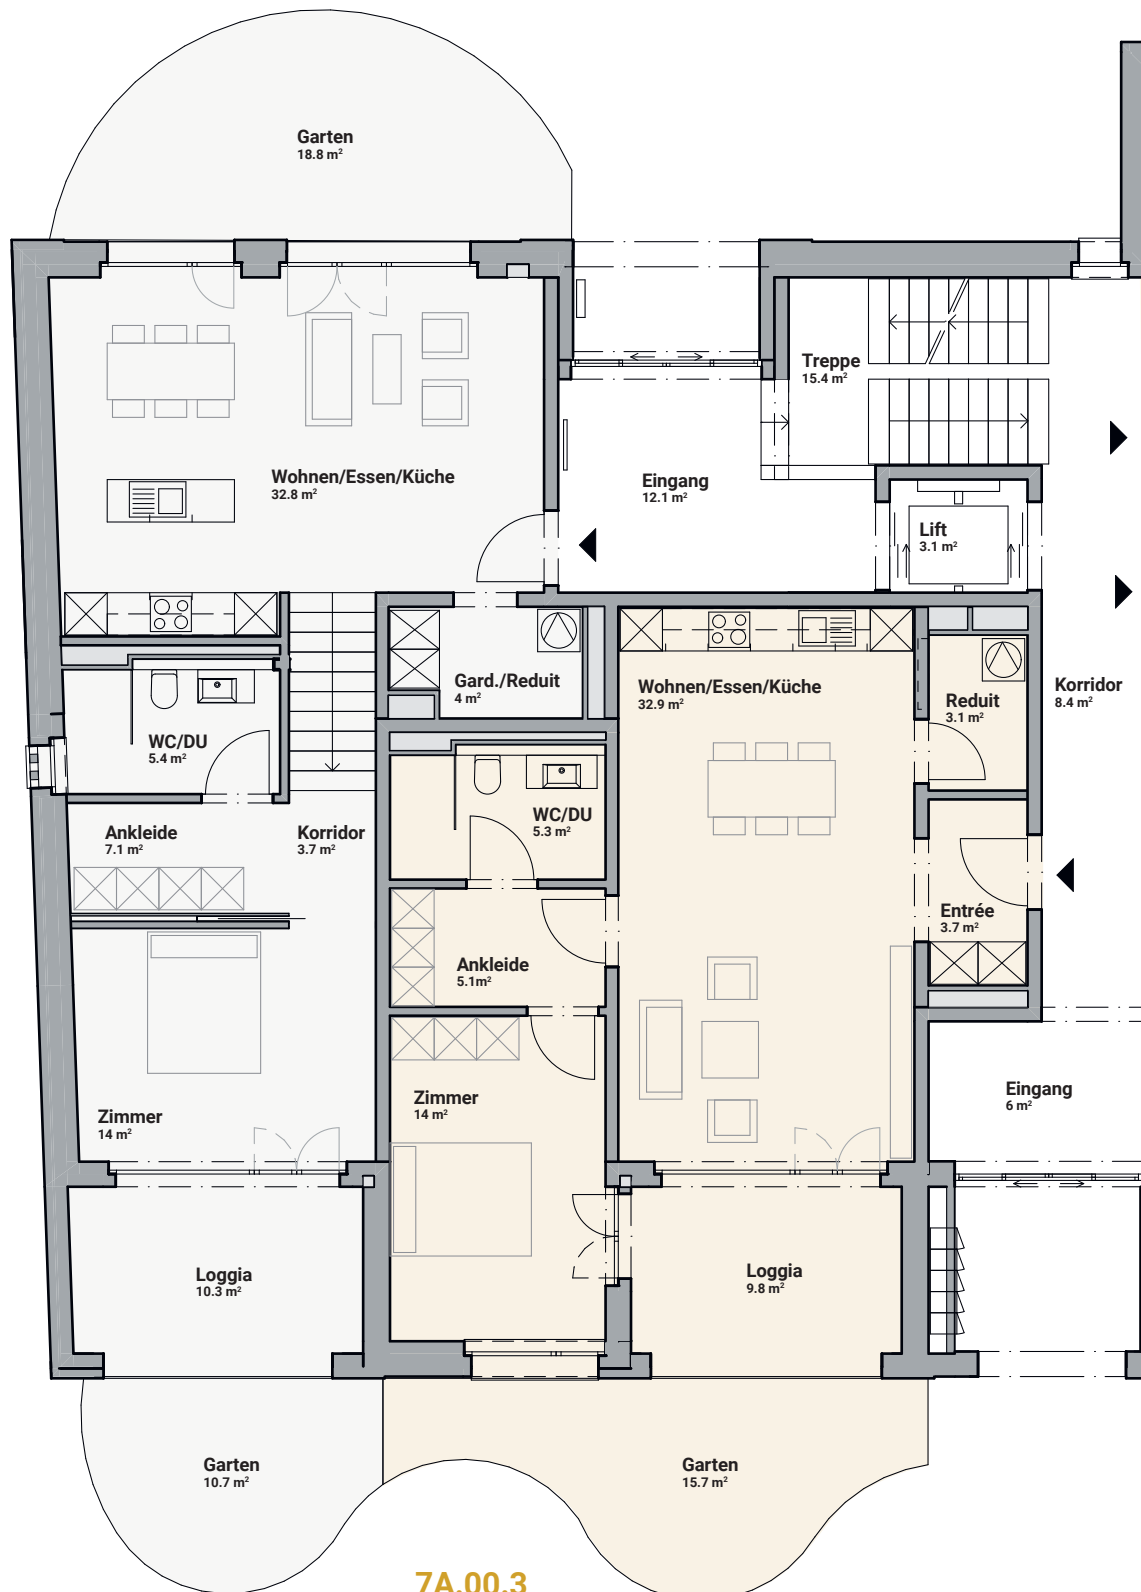 Garten
18.8 m²
Treppe
15.4 m²
Wohnen/Essen/Küche
32.8 m²
Eingang
12.1 m²
Lift
3.1 m²
Gard./Reduit
4 m²
Wohnen/Essen/Küche
32.9 m²
Reduit
3.1 m²
Korridor
8.4 m²
WC/DU
5.4 m²
WC/DU
5.3 m²
Ankleide
7.1 m²
Korridor
3.7 m²
Entrée
3.7 m²
Ankleide
5.1m²
Zimmer
14 m²
Zimmer
14 m²
Eingang
6 m²
Loggia
10.3 m²
Loggia
9.8 m²
Garten
10.7 m²
Garten
15.7 m²
7A.00.3